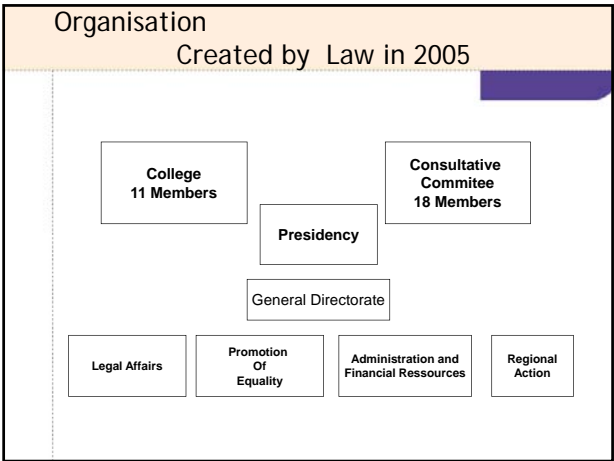 Organisation
Created by Law in 2005
College
11 Members
Consultative
Commitee
18 Members
Presidency
General Directorate
Legal Affairs
Promotion
Of
Equality
Administration and
Financial Ressources
Regional
Action